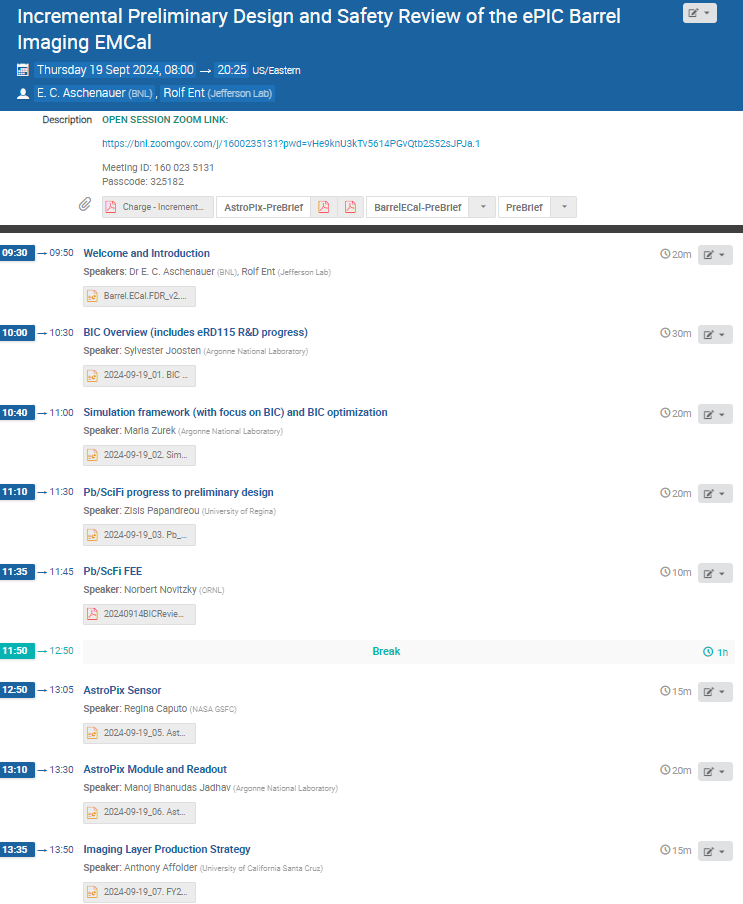 Incremental Preliminary Design and Safety Review of the ePIC Barrel
Imaging EMCal
Thursday 19 Sept 2024, 08:00 → 20:25 US/Eastern
E. C. Aschenauer (BNL), Rolf Ent (Jefferson Lab)
Description OPEN SESSION ZOOM LINK:
https://bnl.zoomgov.com/j/1600235131?pwd=vHe9knU3kTv5614PGvQtb2S52sJPJa.1
Meeting ID: 160 023 5131
Passcode: 325182
Charge - Increment... AstroPix-PreBrief BarrelECal-PreBrief PreBrief
09:30 → 09:50 Welcome and Introduction 20m
Speakers: Dr E. C. Aschenauer (BNL), Rolf Ent (Jefferson Lab)
Barrel.ECal.FDR_v2....
10:00 → 10:30 BIC Overview (includes eRD115 R&D progress) 30m
Speaker: Sylvester Joosten (Argonne National Laboratory)
2024-09-19_01. BIC ...
10:40 → 11:00 Simulation framework (with focus on BIC) and BIC optimization 20m
Speaker: Maria Zurek (Argonne National Laboratory)
2024-09-19_02. Sim...
11:10 → 11:30 Pb/SciFi progress to preliminary design 20m
Speaker: Zisis Papandreou (University of Regina)
2024-09-19_03. Pb_...
11:35 → 11:45 Pb/ScFi FEE 10m
Speaker: Norbert Novitzky (ORNL)
20240914BICRevie...
11:50 → 12:50 Break 1h
12:50 → 13:05 AstroPix Sensor 15m
Speaker: Regina Caputo (NASA GSFC)
2024-09-19_05. Ast...
13:10 → 13:30 AstroPix Module and Readout 20m
Speaker: Manoj Bhanudas Jadhav (Argonne National Laboratory)
2024-09-19_06. Ast...
13:35 → 13:50 Imaging Layer Production Strategy 15m
Speaker: Anthony Affolder (University of California Santa Cruz)
2024-09-19_07. FY2...